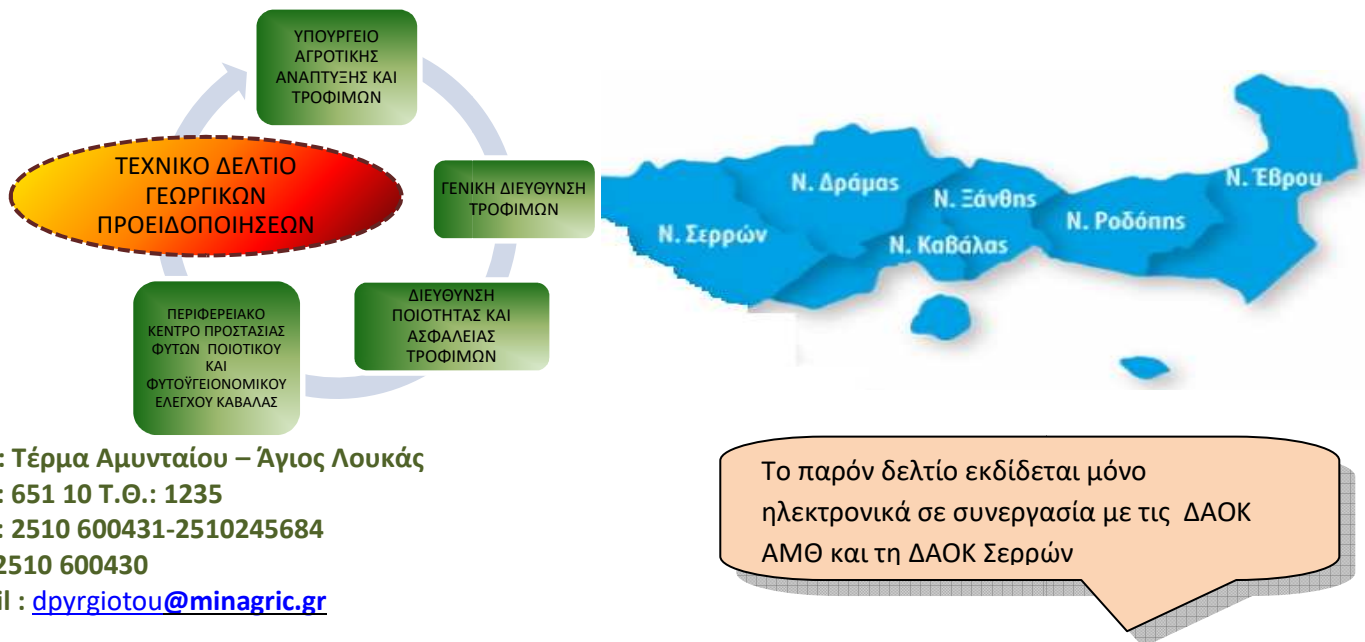 ΥΠΟΥΡΓΕΙΟ
ΑΓΡΟΤΙΚΗΣ
ΑΝΑΠΤΥΞΗΣ ΚΑΙ
ΤΡΟΦΙΜΩΝ
ΓΕΝΙΚΗ ΔΙΕΥΘΥΝΣΗ
ΤΡΟΦΙΜΩΝ
ΔΙΕΥΘΥΝΣΗ
ΠΟΙΟΤΗΤΑΣ ΚΑΙ
ΑΣΦΑΛΕΙΑΣ
ΤΡΟΦΙΜΩΝ
ΠΕΡΙΦΕΡΕΙΑΚΟ
ΚΕΝΤΡΟ ΠΡΟΣΤΑΣΙΑΣ
ΦΥΤΩΝ ΠΟΙΟΤΙΚΟΥ
ΚΑΙ
ΦΥΤΟΫΓΕΙΟΝΟΜΙΚΟΥ
ΕΛΕΓΧΟΥ ΚΑΒΑΛΑΣ
ΤΕΧΝΙΚΟ ΔΕΛΤΙΟ
ΓΕΩΡΓΙΚΩΝ
ΠΡΟΕΙΔΟΠΟΙΗΣΕΩΝ
Ν. Σερρών
Ν. Δράμας
Ν. Καβάλας
Ν. Ξάνθης
Ν. Ροδόπης
Ν. Έβρου
: Τέρμα Αμυνταίου – Άγιος Λουκάς
: 651 10 Τ.Θ.: 1235
: 2510 600431-2510245684
2510 600430
il : dpyrgiotou@minagric.gr
Το παρόν δελτίο εκδίδεται μόνο
ηλεκτρονικά σε συνεργασία με τις ΔΑΟΚ
ΑΜΘ και τη ΔΑΟΚ Σερρών